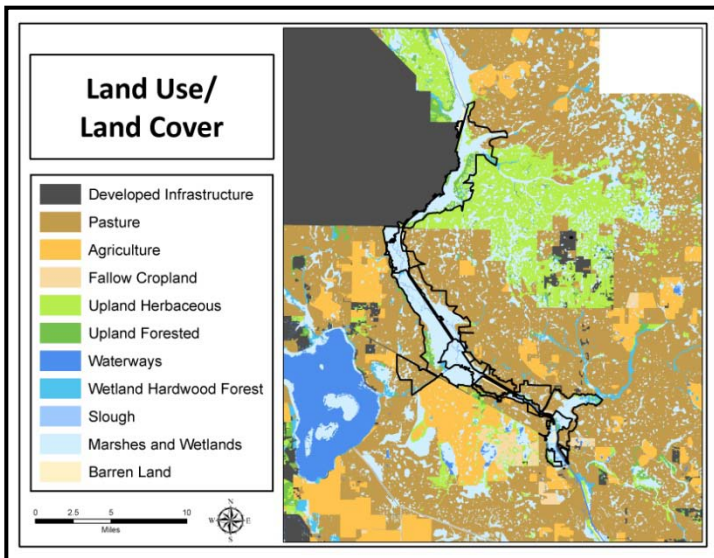 Land Use/
Land Cover
Developed Infrastructure
Pasture
Agriculture
Fallow Cropland
Upland Herbaceous
Upland Forested
Waterways
Wetland Hardwood Forest
Slough
Marshes and Wetlands
Barren Land
0 2.5 5 10
Miles
N
W E
S